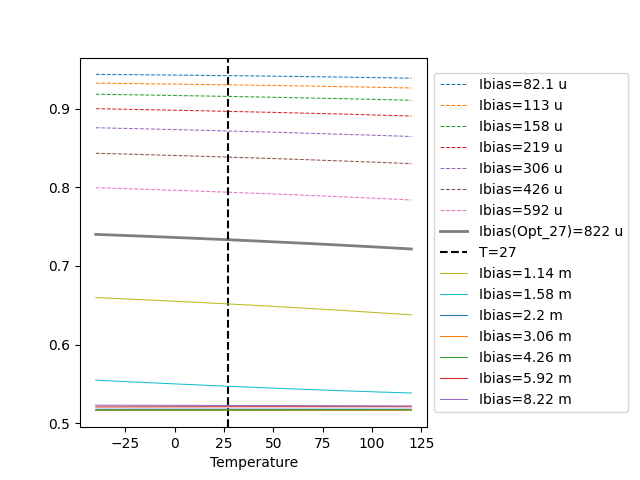 0.9
0.8
0.7
0.6
0.5
−25
0
25
50
75
100
125
Temperature
Ibias=82.1 u
Ibias=113 u
Ibias=158 u
Ibias=219 u
Ibias=306 u
Ibias=426 u
Ibias=592 u
Ibias(Opt_27)=822 u
T=27
Ibias=1.14 m
Ibias=1.58 m
Ibias=2.2 m
Ibias=3.06 m
Ibias=4.26 m
Ibias=5.92 m
Ibias=8.22 m